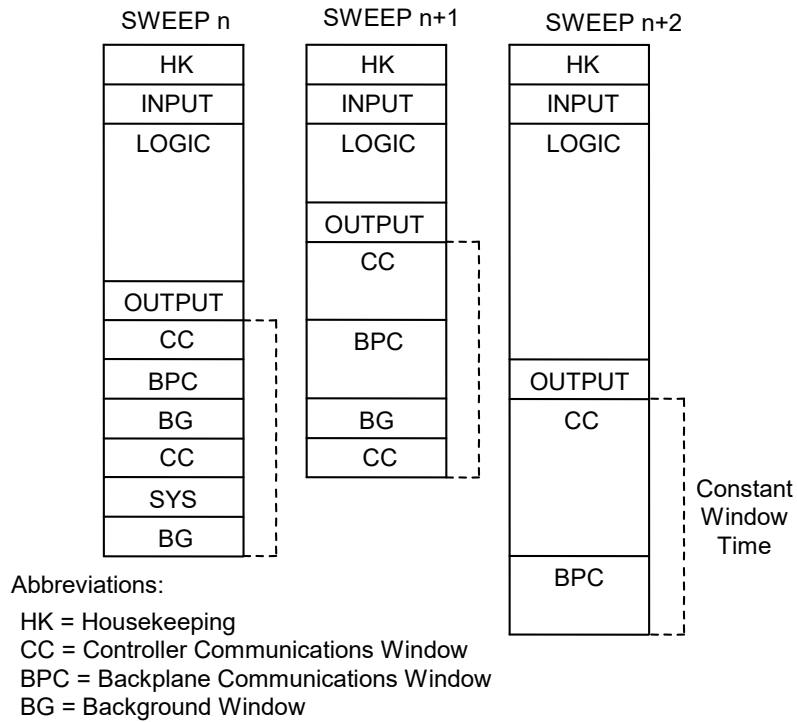 SWEEP n
HK
INPUT
LOGIC
OUTPUT
CC
BPC
BG
CC
SYS
BG
SWEEP n+1
HK
INPUT
LOGIC
OUTPUT
CC
BPC
BG
CC
SWEEP n+2
HK
INPUT
LOGIC
OUTPUT
CC
BPC
Constant
Window
Time
Abbreviations:
HK = Housekeeping
CC = Controller Communications Window
BPC = Backplane Communications Window
BG = Background Window